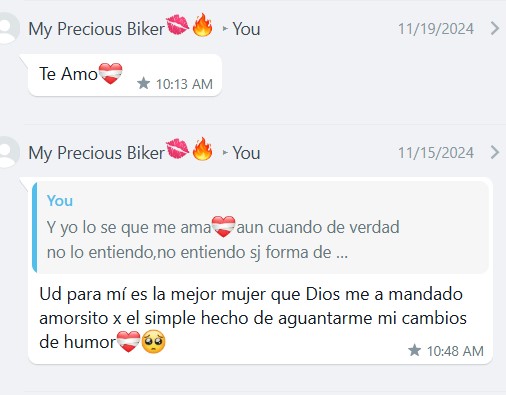 My Precious Biker💋🔥 ‣ You 11/19/2024
Te Amo❤️‍🩹
★ 10:13 AM
My Precious Biker💋🔥 ‣ You 11/15/2024
You
Y yo lo se que me ama❤️‍🩹aun cuando de verdad
no lo entiendo,no entiendo sj forma de ...
Ud para mí es la mejor mujer que Dios me a mandado
amorsito x el simple hecho de aguantarme mi cambios
de humor❤️‍🩹🥺
★ 10:48 AM